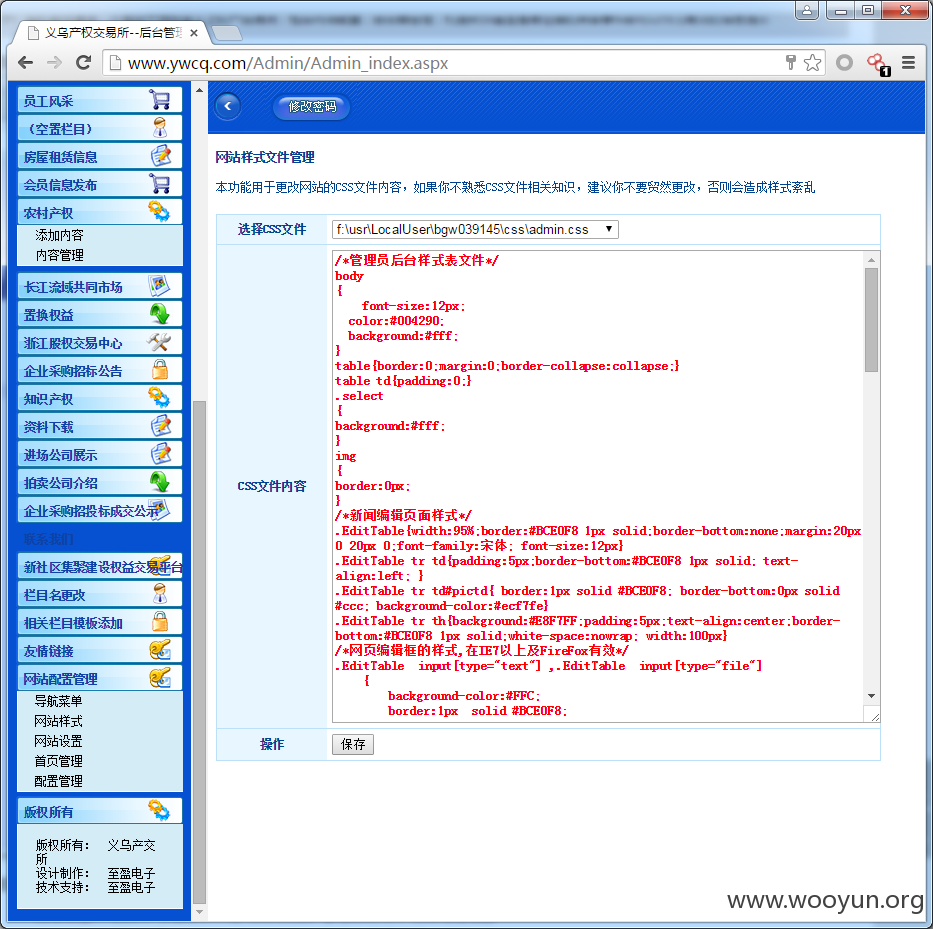 义乌产权交易所--后台管理
www.ywcq.com/Admin/Admin_index.aspx
1
员工风采
（空置栏目）
房屋租赁信息
会员信息发布
农村产权
添加内容
内容管理
长江流域共同市场
置换权益
浙江股权交易中心
企业采购招标公告
知识产权
资料下载
进场公司展示
拍卖公司介绍
企业采购招投标成交公示
联系我们
新社区集聚建设权益交易平台
栏目名更改
相关栏目模板添加
友情链接
网站配置管理
导航菜单
网站样式
网站设置
首页管理
配置管理
版权所有
版权所有： 义乌产交
所
设计制作： 至盈电子
技术支持： 至盈电子
修改密码
网站样式文件管理
本功能用于更改网站的CSS文件内容，如果你不熟悉CSS文件相关知识，建议你不要贸然更改，否则会造成样式紊乱
选择CSS文件
f:\usr\LocalUser\bgw039145\css\admin.css
CSS文件内容
/*管理员后台样式表文件*/
body
{
font-size:12px;
color:#004290;
background:#fff;
}
table{border:0;margin:0;border-collapse:collapse;}
table td{padding:0;}
.select
{
background:#fff;
}
img
{
border:0px;
}
/*新闻编辑页面样式*/
.EditTable{width:95%;border:#BCE0F8 1px solid;border-bottom:none;margin:20px
0 20px 0;font-family:宋体; font-size:12px}
.EditTable tr td{padding:5px;border-bottom:#BCE0F8 1px solid; text-
align:left; }
.EditTable tr td#pictd{ border:1px solid #BCE0F8; border-bottom:0px solid
#ccc; background-color:#ecf7fe}
.EditTable tr th{background:#E8F7FF;padding:5px;text-align:center;border-
bottom:#BCE0F8 1px solid;white-space:nowrap; width:100px}
/*网页编辑框的样式,在IE7以上及FireFox有效*/
.EditTable input[type="text"] ,.EditTable input[type="file"]
{
background-color:#FFC;
border:1px solid #BCE0F8;
操作
保存
www.wooyun.org